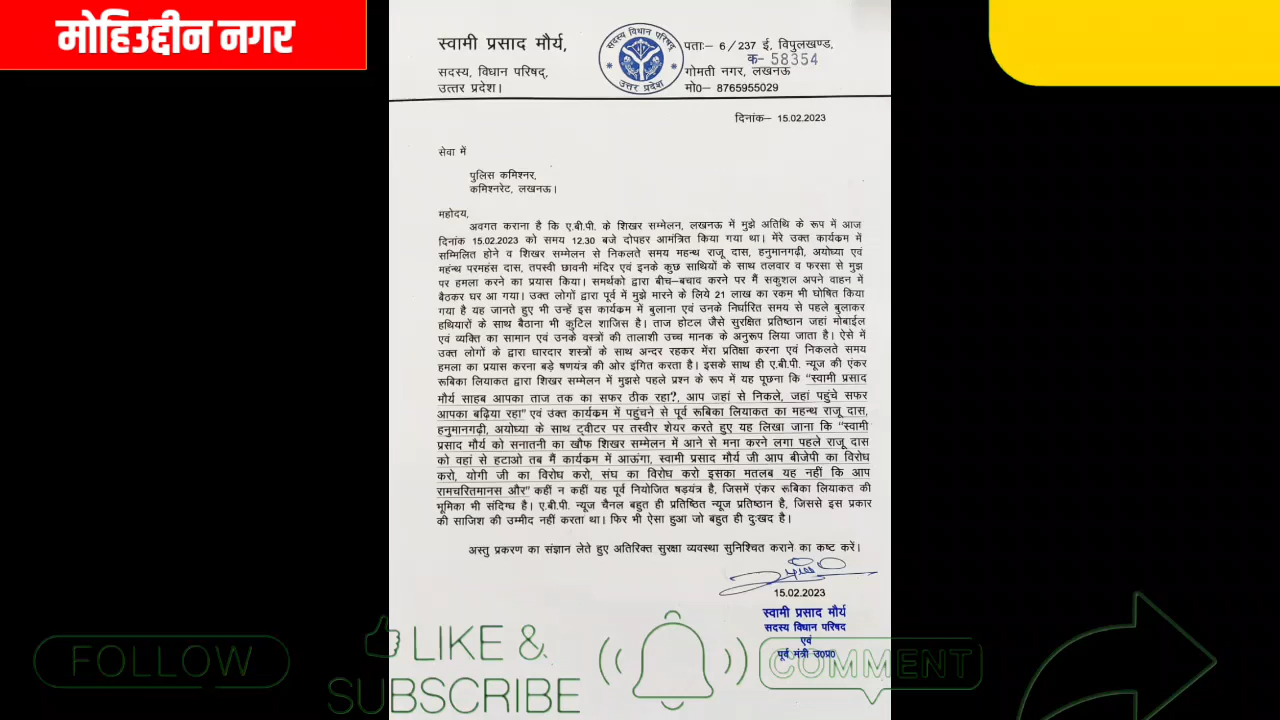 मोहिउद्दीन नगर
स्वामी प्रसाद मौर्य,
सदस्य, विधान परिषद्,
उत्तर प्रदेश।
सदस्य विधान परिषद्
उत्तर प्रदेश
पताः– 6/237 ई, विपुलखण्ड,
क– 58354
गोमती नगर, लखनऊ
मो0– 8765955029
दिनांक– 15.02.2023
सेवा में
पुलिस कमिश्नर,
कमिश्नरेट, लखनऊ।
महोदय,
अवगत कराना है कि ए.बी.पी. के शिखर सम्मेलन, लखनऊ में मुझे अतिथि के रूप में आज
दिनांक 15.02.2023 को समय 12.30 बजे दोपहर आमंत्रित किया गया था। मेंरे उक्त कार्यकम में
सम्मिलित होने व शिखर सम्मेलन से निकलते समय महन्थ राजू दास, हनुमानगढ़ी, अयोध्या एवं
महंन्थ परमहंस दास, तपस्वी छावनी मंदिर एवं इनके कुछ साथियों के साथ तलवार व फरसा से मुझ
पर हमला करने का प्रयास किया। समर्थको द्वारा बीच–बचाव करने पर मैं सकुशल अपने वाहन में
बैठकर घर आ गया। उक्त लोगों द्वारा पूर्व में मुझे मारने के लिये 21 लाख का रकम भी घोषित किया
गया है यह जानते हुए भी उन्हें इस कार्यकम में बुलाना एवं उनके निर्धारित समय से पहले बुलाकर
हथियारों के साथ बैठाना भी कुटिल शाजिस है। ताज होटल जैसे सुरक्षित प्रतिष्ठान जहां मोबाईल
एवं व्यक्ति का सामान एवं उनके वस्त्रों की तालाशी उच्च मानक के अनुरूप लिया जाता है। ऐसे में
उक्त लोगों के द्वारा धारदार शस्त्रों के साथ अन्दर रहकर मेंरा प्रतिक्षा करना एवं निकलते समय
हमला का प्रयास करना बड़े षणयंत्र की ओर इंगित करता है। इसके साथ ही ए.बी.पी. न्यूज की एंकर
रूबिका लियाकत द्वारा शिखर सम्मेलन में मुझसे पहले प्रश्न के रूप में यह पूछना कि "स्वामी प्रसाद
मौर्य साहब आपका ताज तक का सफर ठीक रहा?, आप जहां से निकले, जहां पहुंचे सफर
आपका बढ़िया रहा" एवं उक्त कार्यकम में पहुंचने से पूर्व रूबिका लियाकत का महन्थ राजू दास,
हनुमानगढ़ी, अयोध्या के साथ ट्वीटर पर तस्वीर शेयर करते हुए यह लिखा जाना कि "स्वामी
प्रसाद मौर्य को सनातनी का खौफ शिखर सम्मेलन में आने से मना करने लगा पहले राजू दास
को वहां से हटाओ तब मैं कार्यकम में आऊंगा, स्वामी प्रसाद मौर्य जी आप बीजेपी का विरोध
करो, योगी जी का विरोध करो, संघ का विरोध करो इसका मतलब यह नहीं कि आप
रामचरितमानस और" कहीं न कहीं यह पूर्व नियोजित षड़यंत्र है, जिसमें एंकर रूबिका लियाकत की
भूमिका भी संदिग्ध है। ए.बी.पी. न्यूज चैनल बहुत ही प्रतिष्ठित न्यूज प्रतिष्ठान है, जिससे इस प्रकार
की साजिश की उम्मीद नहीं करता था। फिर भी ऐसा हुआ जो बहुत ही दुःखद है।
अस्तु प्रकरण का संज्ञान लेते हुए अतिरिक्त सुरक्षा व्यवस्था सुनिश्चित कराने का कष्ट करें।
15.02.2023
स्वामी प्रसाद मौर्य
सदस्य विधान परिषद
एवं
पूर्व मंत्री उ0प्र0
FOLLOW
LIKE &
SUBSCRIBE
COMMENT